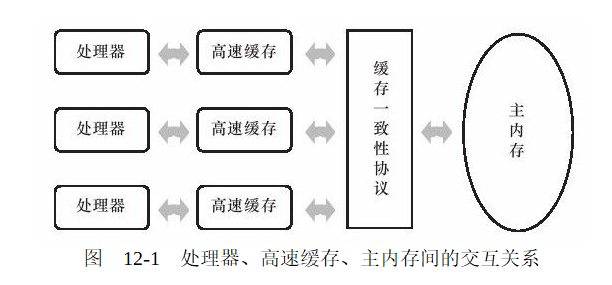 处理器
高速缓存
处理器
高速缓存
处理器
高速缓存
缓存一致性协议
主内存
图 12-1 处理器、高速缓存、主内存间的交互关系